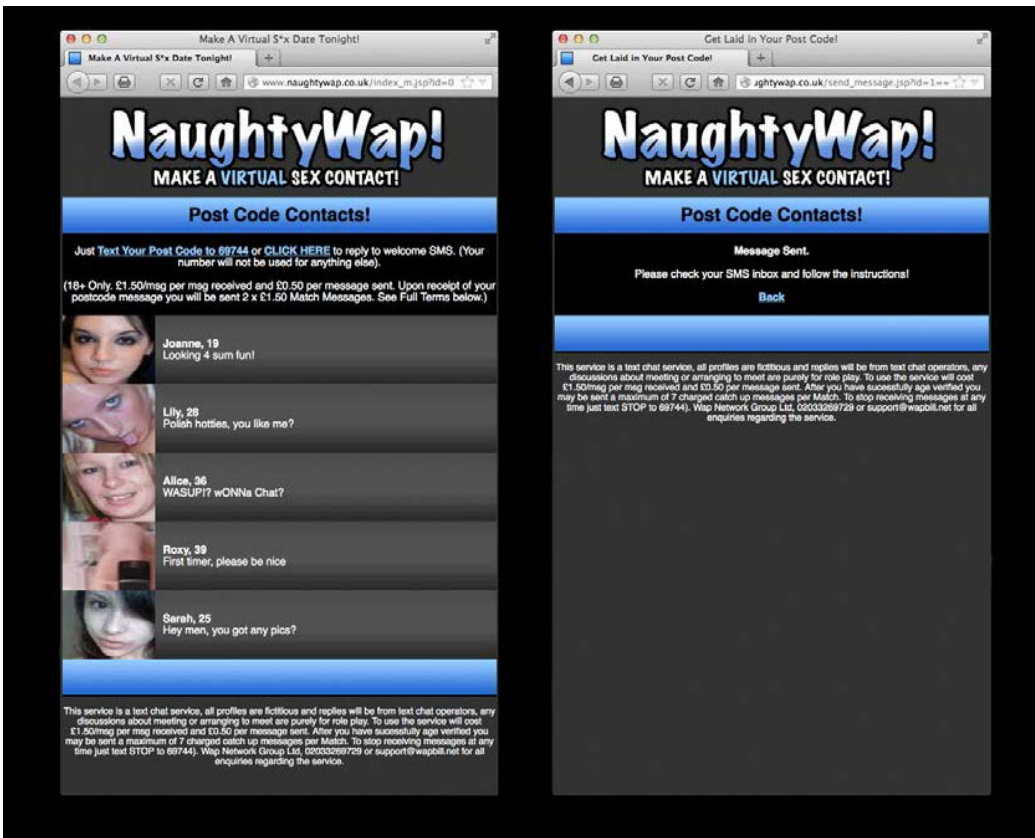 Make A Virtual S*x Date Tonight!
Make A Virtual S*x Date Tonight!
www.naughtywap.co.uk/index_m.jsp?id=0
NaughtyWap!
MAKE A VIRTUAL SEX CONTACT!
Post Code Contacts!
Just Text Your Post Code to 69744 or CLICK HERE to reply to welcome SMS. (Your
number will not be used for anything else).
(18+ Only. £1.50/msg per msg received and £0.50 per message sent. Upon receipt of your
postcode message you will be sent 2 x £1.50 Match Messages. See Full Terms below.)
Joanne, 19
Looking 4 sum fun!
Lily, 28
Polish hotties, you like me?
Alice, 36
WASUP!? wONNa Chat?
Roxy, 39
First timer, please be nice
Sarah, 25
Hey men, you got any pics?
This service is a text chat service, all profiles are fictitious and replies will be from text chat operators, any
discussions about meeting or arranging to meet are purely for role play. To use the service will cost
£1.50/msg per msg received and £0.50 per message sent. After you have sucessfully age verified you
may be sent a maximum of 7 charged catch up messages per Match. To stop receiving messages at any
time just text STOP to 69744). Wap Network Group Ltd, 02033269729 or support@wapbill.net for all
enquiries regarding the service.
Get Laid in Your Post Code!
Get Laid in Your Post Code!
ughtywap.co.uk/send_message.jsp?id=1==
NaughtyWap!
MAKE A VIRTUAL SEX CONTACT!
Post Code Contacts!
Message Sent.
Please check your SMS inbox and follow the instructions!
Back
This service is a text chat service, all profiles are fictitious and replies will be from text chat operators, any
discussions about meeting or arranging to meet are purely for role play. To use the service will cost
£1.50/msg per msg received and £0.50 per message sent. After you have sucessfully age verified you
may be sent a maximum of 7 charged catch up messages per Match. To stop receiving messages at any
time just text STOP to 69744). Wap Network Group Ltd, 02033269729 or support@wapbill.net for all
enquiries regarding the service.